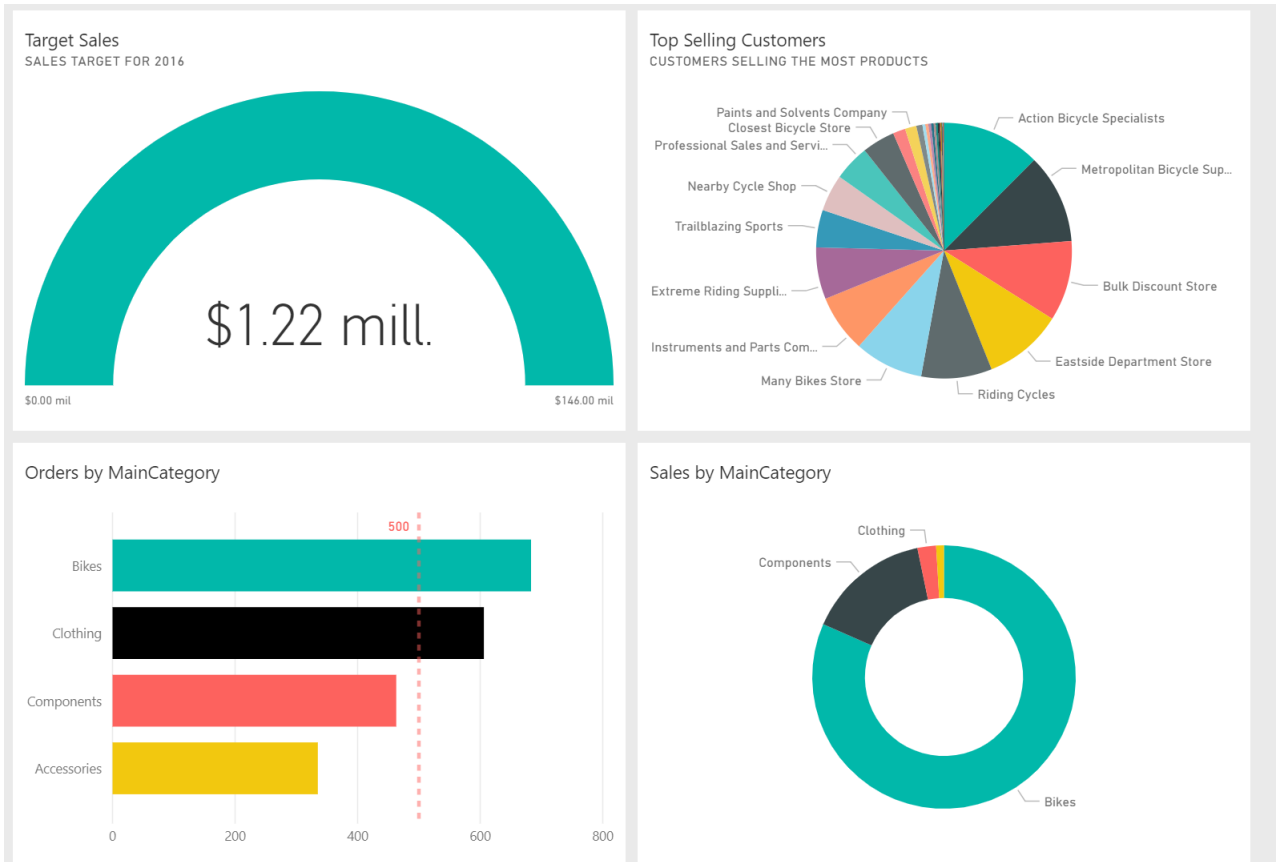 Target Sales
SALES TARGET FOR 2016
$1.22 mill.
$0.00 mil
$146.00 mil
Top Selling Customers
CUSTOMERS SELLING THE MOST PRODUCTS
Paints and Solvents Company
Closest Bicycle Store
Professional Sales and Servi...
Nearby Cycle Shop
Trailblazing Sports
Extreme Riding Suppli...
Instruments and Parts Com...
Many Bikes Store
Action Bicycle Specialists
Metropolitan Bicycle Sup...
Bulk Discount Store
Eastside Department Store
Riding Cycles
Orders by MainCategory
500
Bikes
Clothing
Components
Accessories
0 200 400 600 800
Sales by MainCategory
Clothing
Components
Bikes